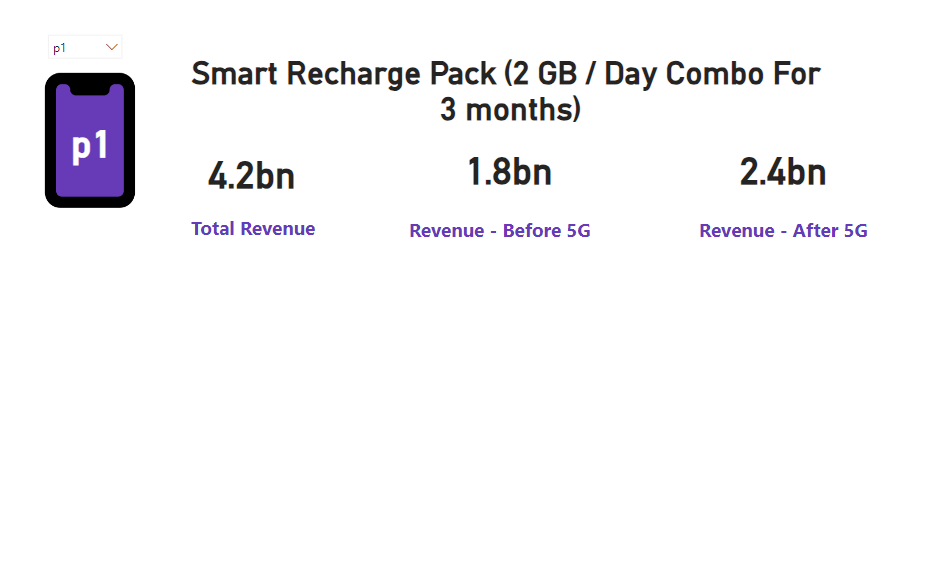 p1
p1
Smart Recharge Pack (2 GB / Day Combo For
3 months)
4.2bn
1.8bn
2.4bn
Total Revenue
Revenue - Before 5G
Revenue - After 5G